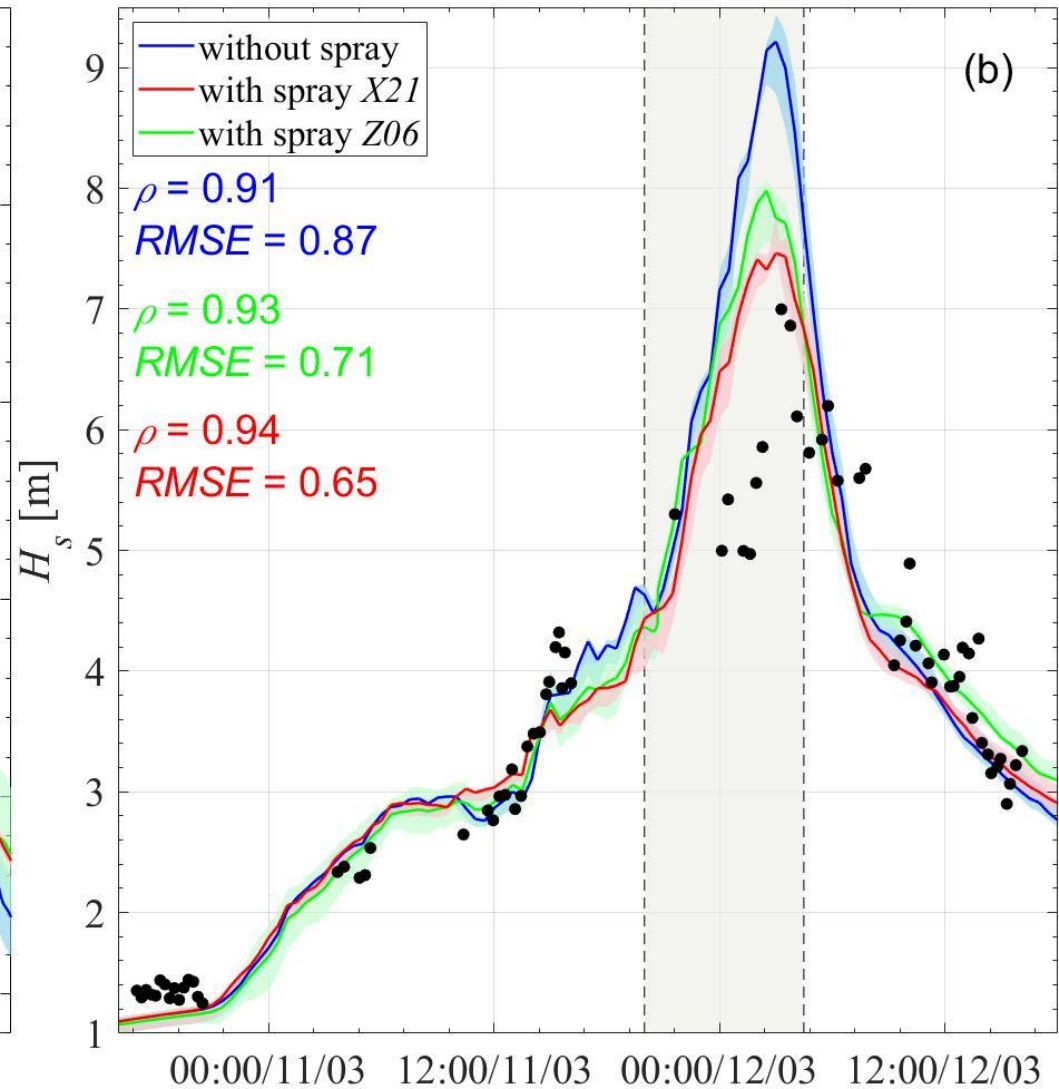 without spray
with spray X21
with spray Z06
(b)
ρ = 0.91
RMSE = 0.87
ρ = 0.93
RMSE = 0.71
ρ = 0.94
RMSE = 0.65
H_s [m]
9
8
7
6
5
4
3
2
1
00:00/11/03 12:00/11/03 00:00/12/03 12:00/12/03